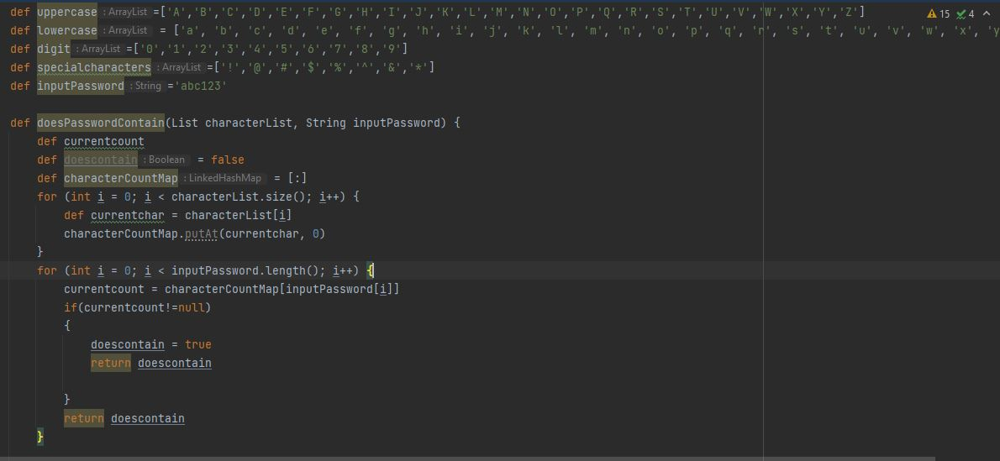 def uppercase : ArrayList =['A','B','C','D','E','F','G','H','I','J','K','L','M','N','O','P','Q','R','S','T','U','V','W','X','Y','Z'] 15 4
def lowercase : ArrayList = ['a', 'b', 'c', 'd', 'e', 'f', 'g', 'h', 'i', 'j', 'k', 'l', 'm', 'n', 'o', 'p', 'q', 'r', 's', 't', 'u', 'v', 'w', 'x', 'y
def digit : ArrayList =['0','1','2','3','4','5','6','7','8','9']
def specialcharacters : ArrayList =['!','@','#','$','%','^','&','*']
def inputPassword : String ='abc123'
def doesPasswordContain(List characterList, String inputPassword) {
def currentcount
def doescontain : Boolean = false
def characterCountMap : LinkedHashMap = [:]
for (int i = 0; i < characterList.size(); i++) {
def currentchar = characterList[i]
characterCountMap.putAt(currentchar, 0)
}
for (int i = 0; i < inputPassword.length(); i++) {
currentcount = characterCountMap[inputPassword[i]]
if(currentcount!=null)
{
doescontain = true
return doescontain
}
return doescontain
}